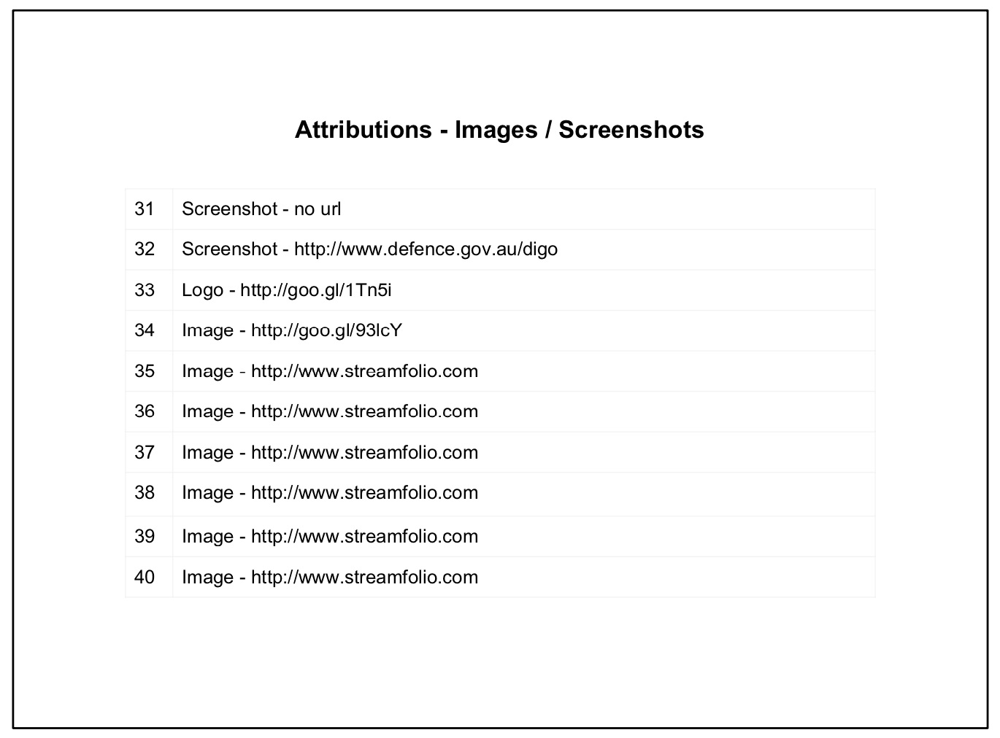 Attributions - Images / Screenshots
31 Screenshot - no url
32 Screenshot - http://www.defence.gov.au/digo
33 Logo - http://goo.gl/1Tn5i
34 Image - http://goo.gl/93lcY
35 Image - http://www.streamfolio.com
36 Image - http://www.streamfolio.com
37 Image - http://www.streamfolio.com
38 Image - http://www.streamfolio.com
39 Image - http://www.streamfolio.com
40 Image - http://www.streamfolio.com